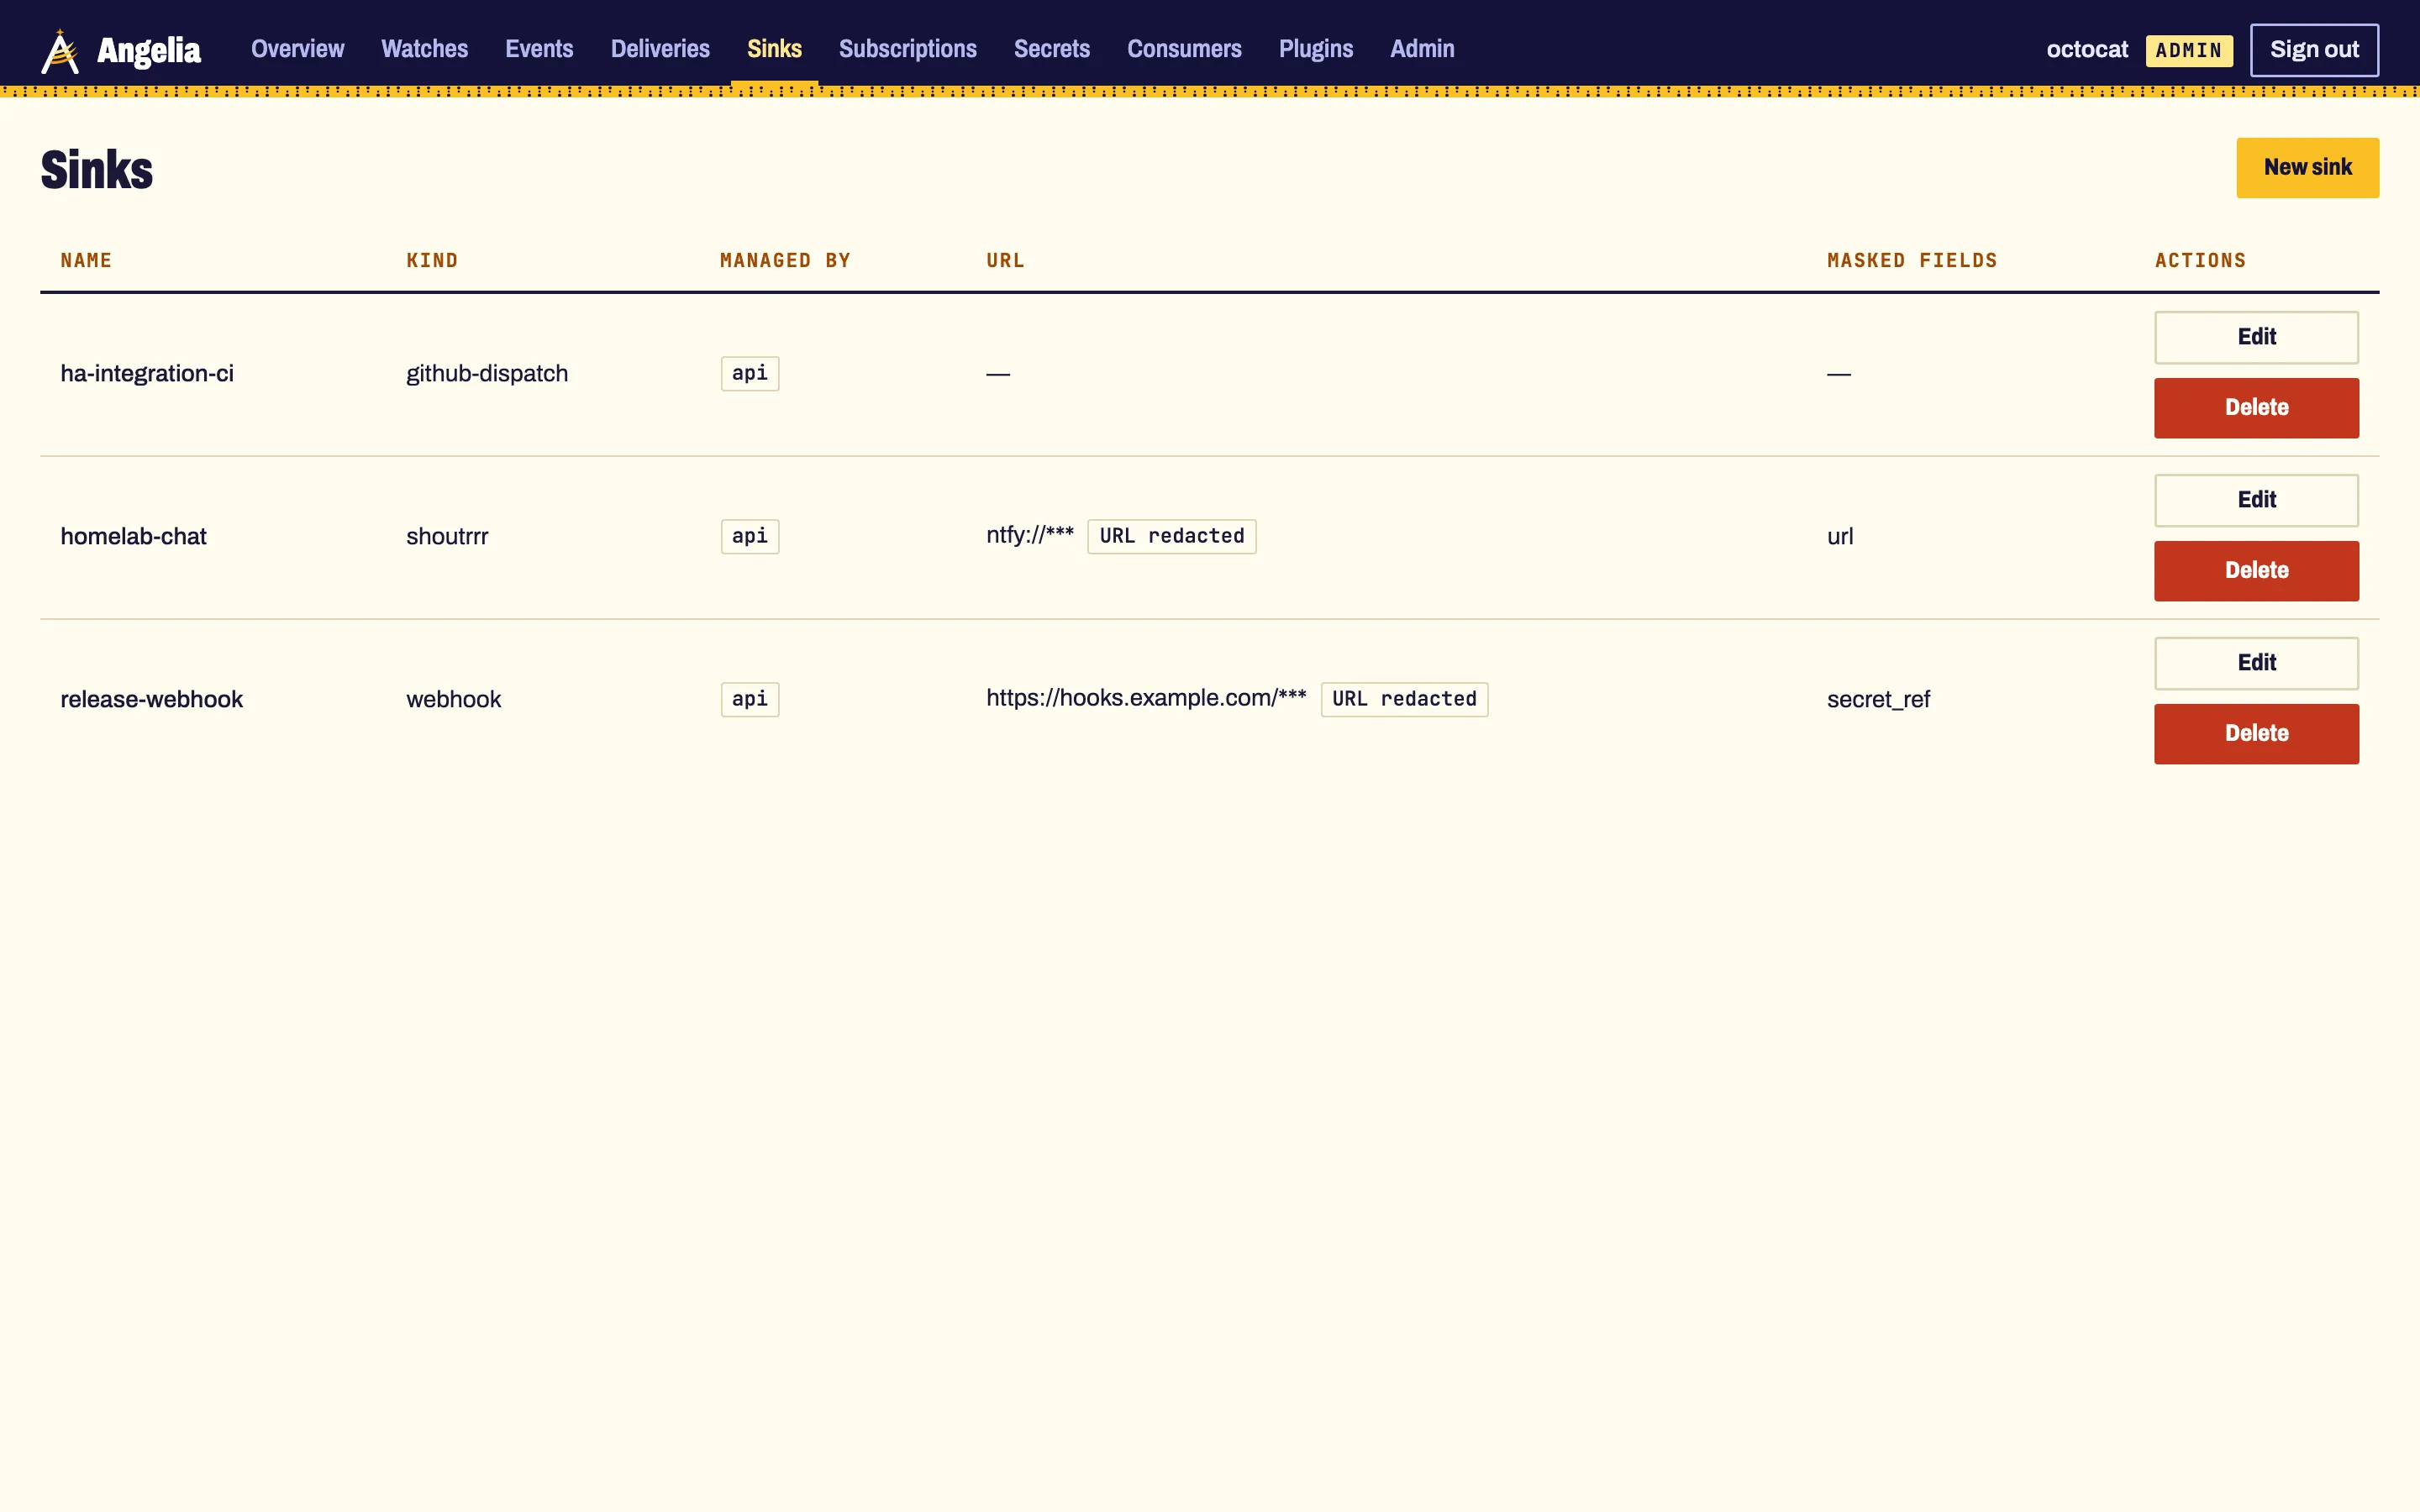 Angelia Overview Watches Events Deliveries Sinks Subscriptions Secrets Consumers Plugins Admin octocat ADMIN Sign out
Sinks New sink
NAME KIND MANAGED BY URL MASKED FIELDS ACTIONS
ha-integration-ci github-dispatch api — — Edit
Delete
homelab-chat shoutrrr api ntfy://*** URL redacted url Edit
Delete
release-webhook webhook api https://hooks.example.com/*** URL redacted secret_ref Edit
Delete